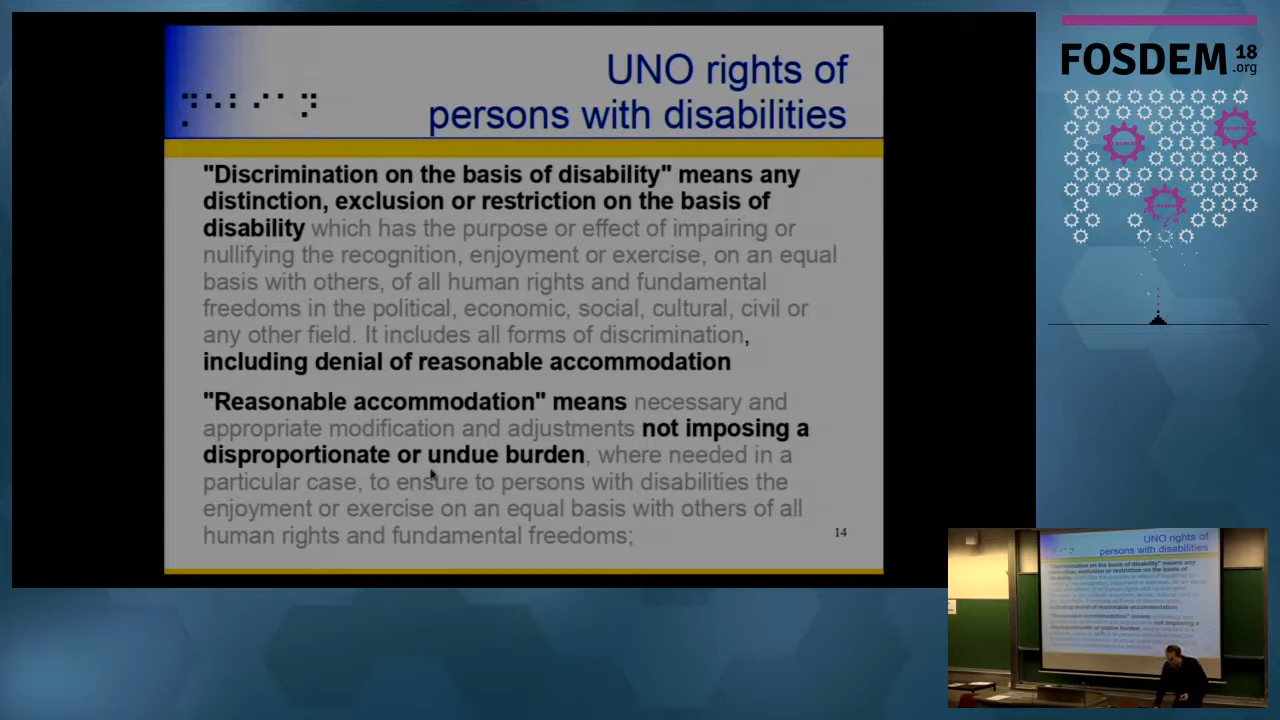 UNO rights of
persons with disabilities
"Discrimination on the basis of disability" means any
distinction, exclusion or restriction on the basis of
disability which has the purpose or effect of impairing or
nullifying the recognition, enjoyment or exercise, on an equal
basis with others, of all human rights and fundamental
freedoms in the political, economic, social, cultural, civil or
any other field. It includes all forms of discrimination,
including denial of reasonable accommodation
"Reasonable accommodation" means necessary and
appropriate modification and adjustments not imposing a
disproportionate or undue burden, where needed in a
particular case, to ensure to persons with disabilities the
enjoyment or exercise on an equal basis with others of all
human rights and fundamental freedoms;
14
FOSDEM 18
.org
UNO rights of
persons with disabilities